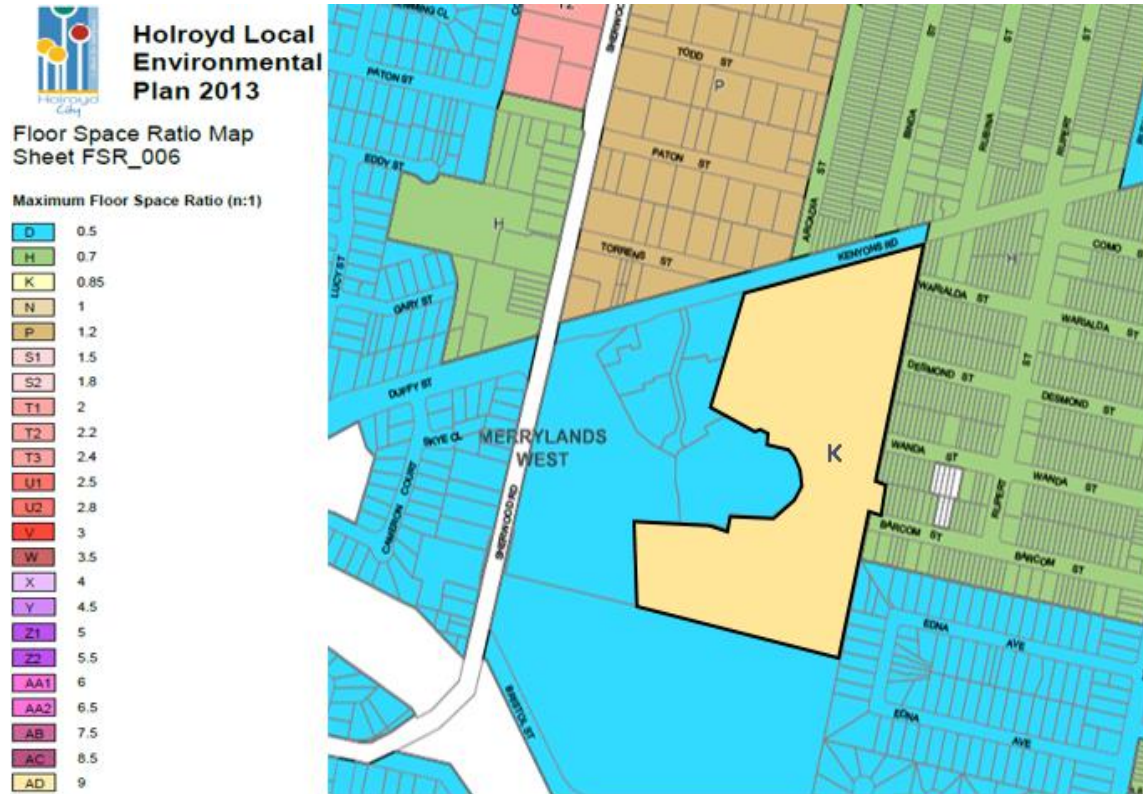 Holroyd
City
Holroyd Local
Environmental
Plan 2013
Floor Space Ratio Map
Sheet FSR_006
Maximum Floor Space Ratio (n:1)
D 0.5
H 0.7
K 0.85
N 1
P 1.2
S1 1.5
S2 1.8
T1 2
T2 2.2
T3 2.4
U1 2.5
U2 2.8
V 3
W 3.5
X 4
Y 4.5
Z1 5
Z2 5.5
AA1 6
AA2 6.5
AB 7.5
AC 8.5
AD 9
CL
T2
PATON ST
TODD ST
P
ST
BINDA
ST
RUBINA
ST
RUPERT
EDDY ST
PATON ST
ARCADIA ST
H
TORRENS ST
KENYONS RD
H
COMO
LUCY ST
GARY ST
WARIALDA ST
WARIALDA ST
DUFFY ST
DESMOND ST
ST
DESMOND ST
SKYE CL
MERRYLANDS
WEST
K
WANDA ST
WANDA ST
CAMERON COURT
SHERWOOD RD
RUPERT
BARCOM ST
BARCOM ST
EDNA AVE
BRISTOL ST
EDNA AVE